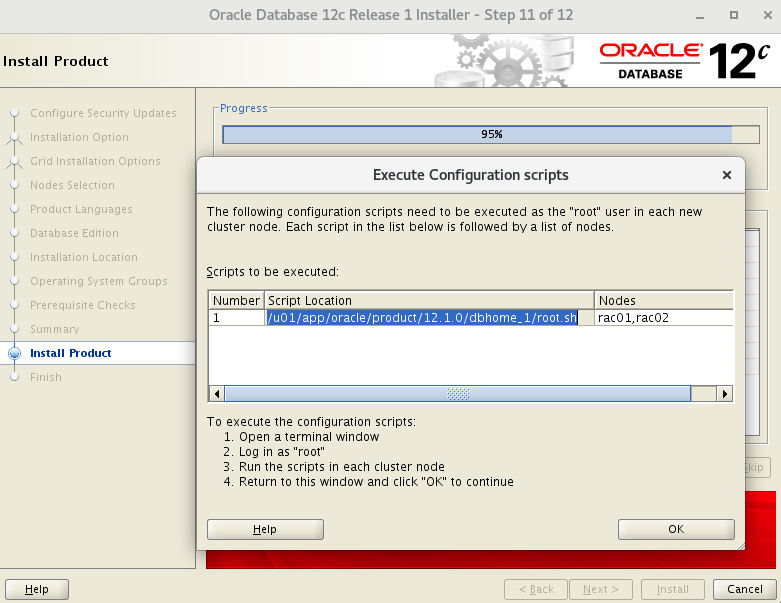 Oracle Database 12c Release 1 Installer - Step 11 of 12
Install Product
ORACLE
DATABASE
12c
Configure Security Updates
Installation Option
Grid Installation Options
Nodes Selection
Product Languages
Database Edition
Installation Location
Operating System Groups
Prerequisite Checks
Summary
Install Product
Finish
Progress
95%
Execute Configuration scripts
The following configuration scripts need to be executed as the "root" user in each new
cluster node. Each script in the list below is followed by a list of nodes.
Scripts to be executed:
Number Script Location Nodes
1 /u01/app/oracle/product/12.1.0/dbhome_1/root.sh rac01,rac02
To execute the configuration scripts:
1. Open a terminal window
2. Log in as "root"
3. Run the scripts in each cluster node
4. Return to this window and click "OK" to continue
Help OK
Help < Back Next > Install Cancel